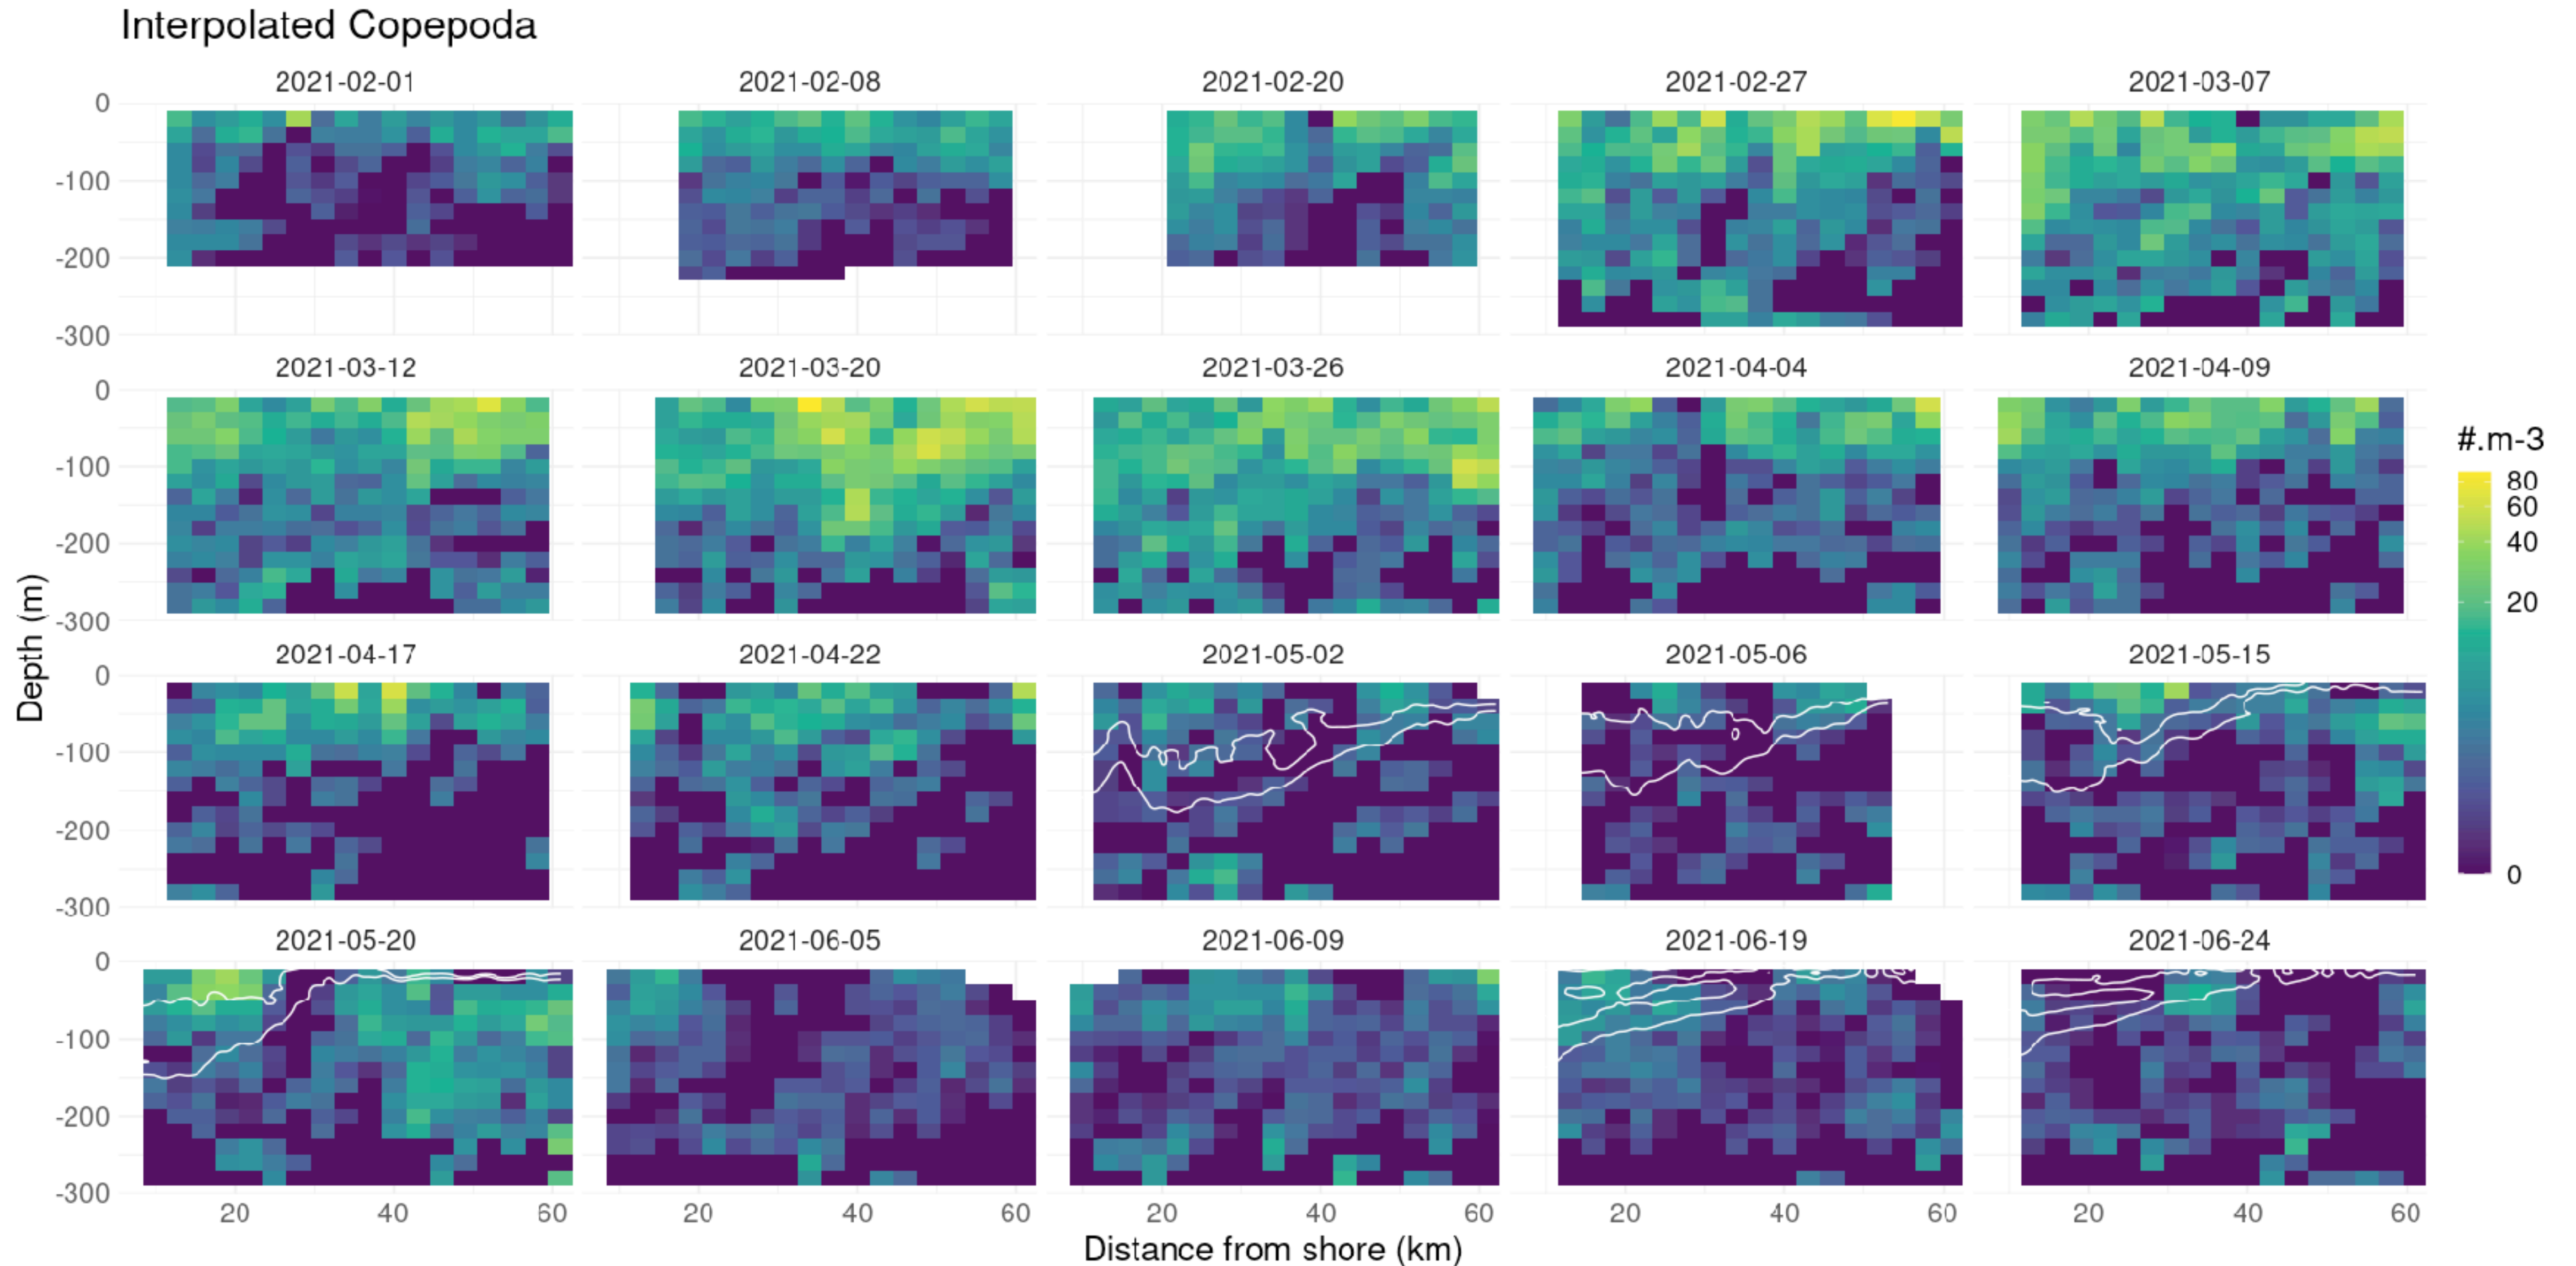 Interpolated Copepoda
2021-02-01 2021-02-08 2021-02-20 2021-02-27 2021-03-07
0
-100
-200
-300
2021-03-12 2021-03-20 2021-03-26 2021-04-04 2021-04-09
0
-100
-200
-300
#.m-3
80
60
40
20
0
Depth (m)
2021-04-17 2021-04-22 2021-05-02 2021-05-06 2021-05-15
0
-100
-200
-300
2021-05-20 2021-06-05 2021-06-09 2021-06-19 2021-06-24
0
-100
-200
-300
20 40 60 20 40 60 20 40 60 20 40 60 20 40 60
Distance from shore (km)